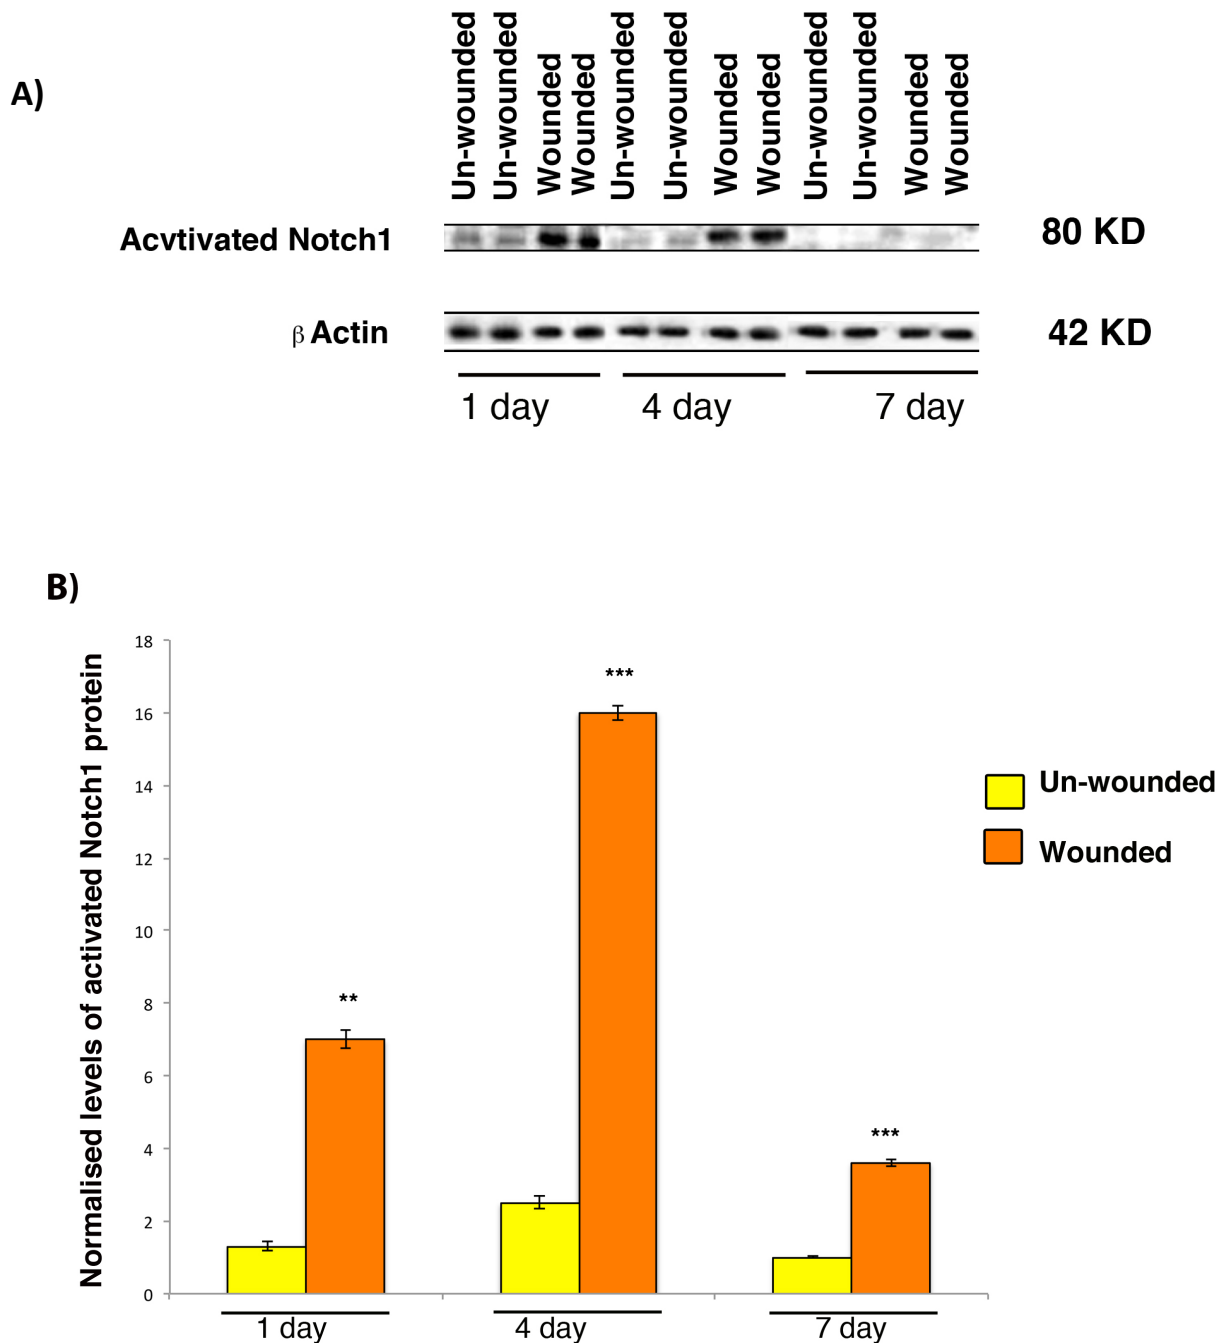 A)
Un-wounded
Un-wounded
Wounded
Wounded
Un-wounded
Un-wounded
Wounded
Wounded
Un-wounded
Un-wounded
Wounded
Wounded
Acvtivated Notch1
80 KD
β Actin
42 KD
1 day
4 day
7 day
B)
Normalised levels of activated Notch1 protein
18
16
14
12
10
8
6
4
2
0
***
**
***
Un-wounded
Wounded
1 day
4 day
7 day